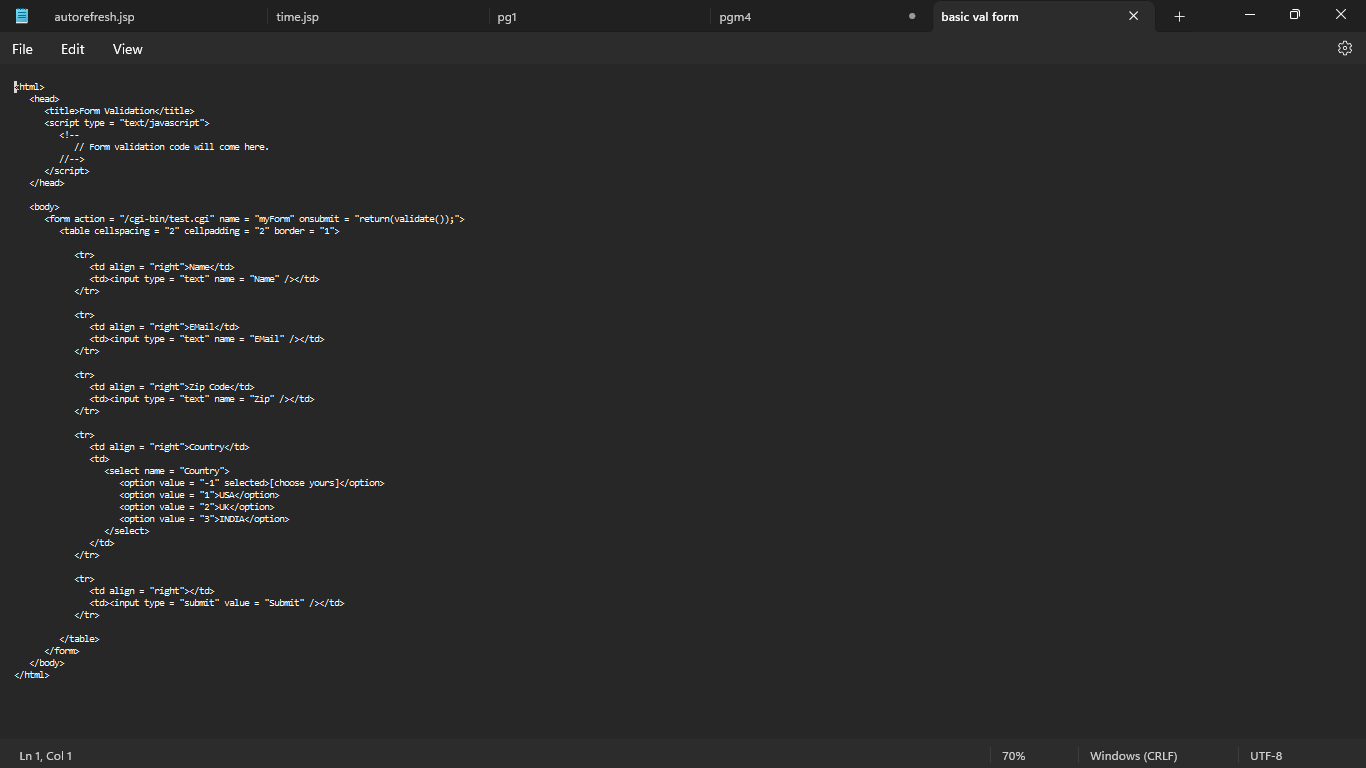 autorefresh.jsp time.jsp pg1 pgm4 basic val form
File Edit View
<html>
<head>
<title>Form Validation</title>
<script type = "text/javascript">
<!--
// Form validation code will come here.
//-->
</script>
</head>
<body>
<form action = "/cgi-bin/test.cgi" name = "myForm" onsubmit = "return(validate());">
<table cellspacing = "2" cellpadding = "2" border = "1">
<tr>
<td align = "right">Name</td>
<td><input type = "text" name = "Name" /></td>
</tr>
<tr>
<td align = "right">EMail</td>
<td><input type = "text" name = "EMail" /></td>
</tr>
<tr>
<td align = "right">Zip Code</td>
<td><input type = "text" name = "Zip" /></td>
</tr>
<tr>
<td align = "right">Country</td>
<td>
<select name = "Country">
<option value = "-1" selected>[choose yours]</option>
<option value = "1">USA</option>
<option value = "2">UK</option>
<option value = "3">INDIA</option>
</select>
</td>
</tr>
<tr>
<td align = "right"></td>
<td><input type = "submit" value = "Submit" /></td>
</tr>
</table>
</form>
</body>
</html>
Ln 1, Col 1 70% Windows (CRLF) UTF-8